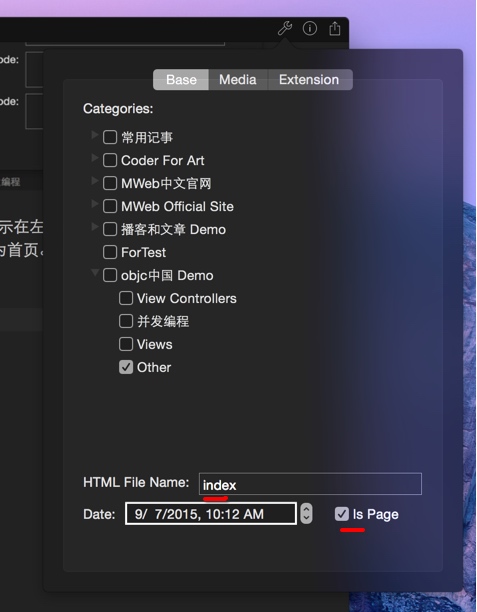 ode:
ode:
编程
示在左
为首页。
Base Media Extension
Categories:
常用记事
Coder For Art
MWeb中文官网
MWeb Official Site
播客和文章 Demo
ForTest
objc中国 Demo
View Controllers
并发编程
Views
Other
HTML File Name: index
Date: 9/ 7/2015, 10:12 AM Is Page